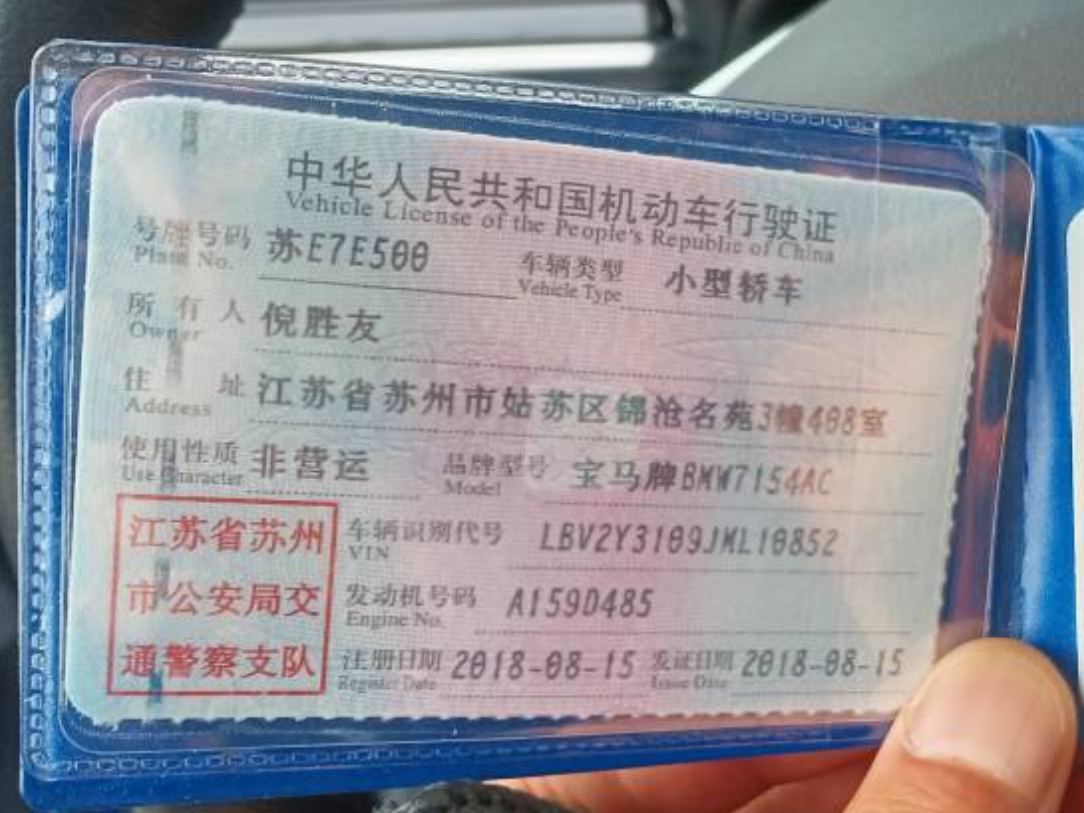 中华人民共和国机动车行驶证
Vehicle License of the People's Republic of China
号牌号码 苏E7E500 车辆类型 小型轿车
Plate No. Vehicle Type
所有人 倪胜友
Owner
住址 江苏省苏州市姑苏区锦沧名苑3幢408室
Address
使用性质 非营运 品牌型号 宝马牌BMW7154AC
Use Character Model
江苏省苏州 车辆识别代号 LBV2Y3109JML10852
VIN
市公安局交 发动机号码 A159D485
Engine No.
通警察支队 注册日期 2018-08-15 发证日期 2018-08-15
Register Date Issue Date